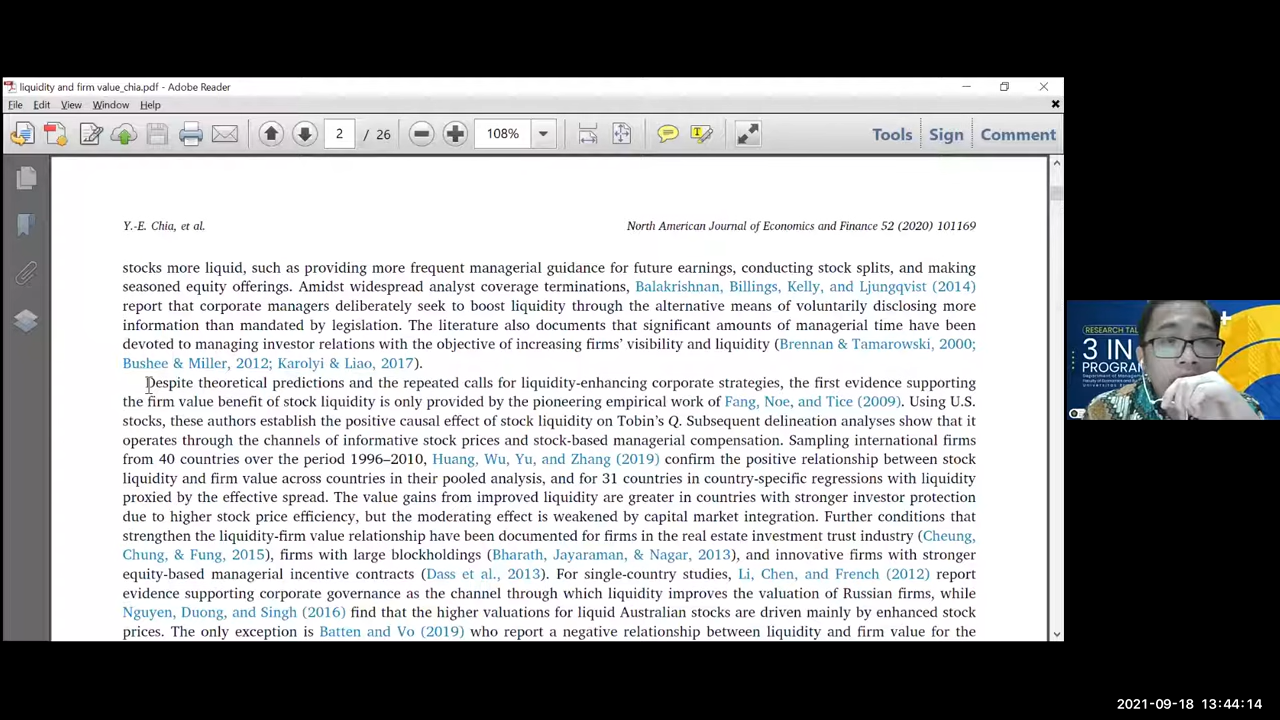 liquidity and firm value_chia.pdf - Adobe Reader
File Edit View Window Help
2 / 26 108% Tools Sign Comment
Y.-E. Chia, et al. North American Journal of Economics and Finance 52 (2020) 101169
stocks more liquid, such as providing more frequent managerial guidance for future earnings, conducting stock splits, and making
seasoned equity offerings. Amidst widespread analyst coverage terminations, Balakrishnan, Billings, Kelly, and Ljungqvist (2014)
report that corporate managers deliberately seek to boost liquidity through the alternative means of voluntarily disclosing more
information than mandated by legislation. The literature also documents that significant amounts of managerial time have been
devoted to managing investor relations with the objective of increasing firms' visibility and liquidity (Brennan & Tamarowski, 2000;
Bushee & Miller, 2012; Karolyi & Liao, 2017).
Despite theoretical predictions and the repeated calls for liquidity-enhancing corporate strategies, the first evidence supporting
the firm value benefit of stock liquidity is only provided by the pioneering empirical work of Fang, Noe, and Tice (2009). Using U.S.
stocks, these authors establish the positive causal effect of stock liquidity on Tobin's Q. Subsequent delineation analyses show that it
operates through the channels of informative stock prices and stock-based managerial compensation. Sampling international firms
from 40 countries over the period 1996–2010, Huang, Wu, Yu, and Zhang (2019) confirm the positive relationship between stock
liquidity and firm value across countries in their pooled analysis, and for 31 countries in country-specific regressions with liquidity
proxied by the effective spread. The value gains from improved liquidity are greater in countries with stronger investor protection
due to higher stock price efficiency, but the moderating effect is weakened by capital market integration. Further conditions that
strengthen the liquidity-firm value relationship have been documented for firms in the real estate investment trust industry (Cheung,
Chung, & Fung, 2015), firms with large blockholdings (Bharath, Jayaraman, & Nagar, 2013), and innovative firms with stronger
equity-based managerial incentive contracts (Dass et al., 2013). For single-country studies, Li, Chen, and French (2012) report
evidence supporting corporate governance as the channel through which liquidity improves the valuation of Russian firms, while
Nguyen, Duong, and Singh (2016) find that the higher valuations for liquid Australian stocks are driven mainly by enhanced stock
prices. The only exception is Batten and Vo (2019) who report a negative relationship between liquidity and firm value for the
RESEARCH TAL
3 IN
PROGRAM
2021-09-18 13:44:14